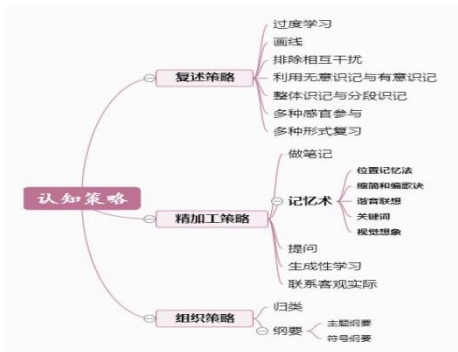 认知策略
复述策略
过度学习
画线
排除相互干扰
利用无意识记与有意识记
整体识记与分段识记
多种感官参与
多种形式复习
精加工策略
做笔记
记忆术
位置记忆法
缩简和编歌诀
谐音联想
关键词
视觉想象
提问
生成性学习
联系客观实际
组织策略
归类
纲要
主题纲要
符号纲要